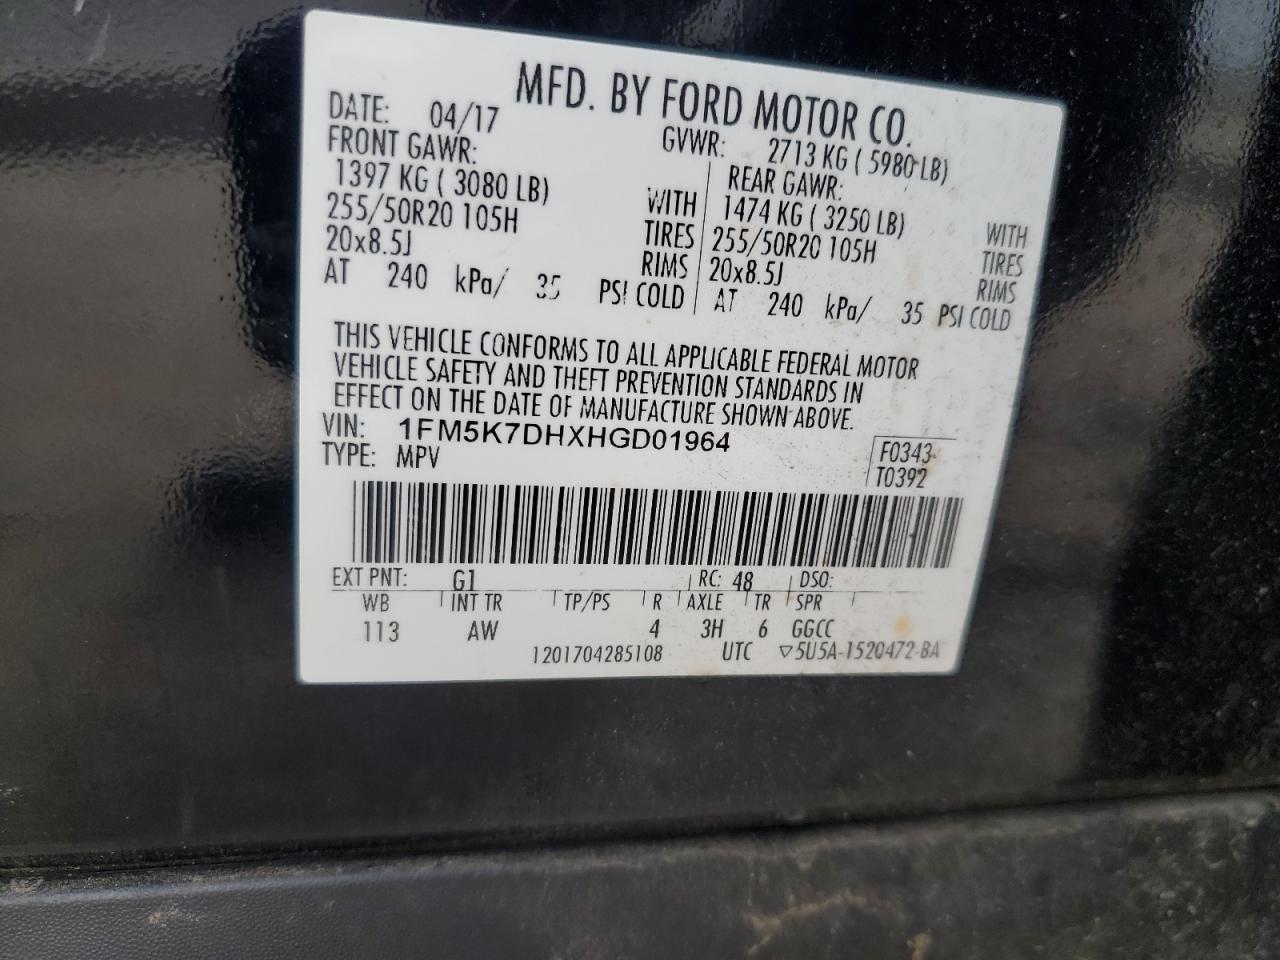 MFD. BY FORD MOTOR CO.
DATE: 04/17 GVWR: 2713 KG ( 5980 LB)
FRONT GAWR: REAR GAWR:
1397 KG ( 3080 LB) WITH 1474 KG ( 3250 LB) WITH
255/50R20 105H TIRES 255/50R20 105H TIRES
20x8.5J RIMS 20x8.5J RIMS
AT 240 kPa/ 35 PSI COLD AT 240 kPa/ 35 PSI COLD
THIS VEHICLE CONFORMS TO ALL APPLICABLE FEDERAL MOTOR
VEHICLE SAFETY AND THEFT PREVENTION STANDARDS IN
EFFECT ON THE DATE OF MANUFACTURE SHOWN ABOVE.
VIN: 1FM5K7DHXHGD01964 F0343
TYPE: MPV T0392
EXT PNT: G1 RC: 48 DSO:
WB INT TR TP/PS R AXLE TR SPR
113 AW 4 3H 6 GGCC
1201704285108 UTC ▽5U5A-1520472-BA